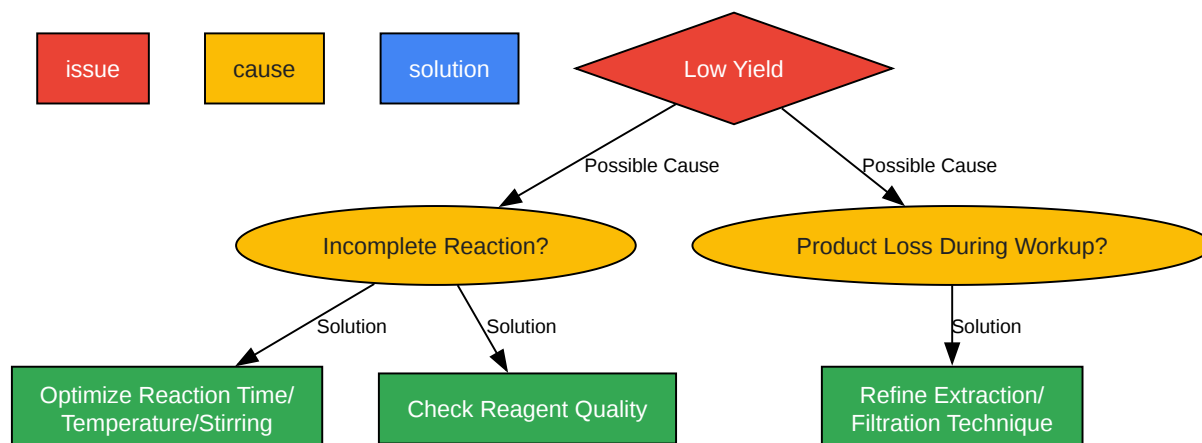 issue
cause
solution
Low Yield
Possible Cause
Possible Cause
Incomplete Reaction?
Product Loss During Workup?
Solution
Solution
Solution
Optimize Reaction Time/
Temperature/Stirring
Check Reagent Quality
Refine Extraction/
Filtration Technique